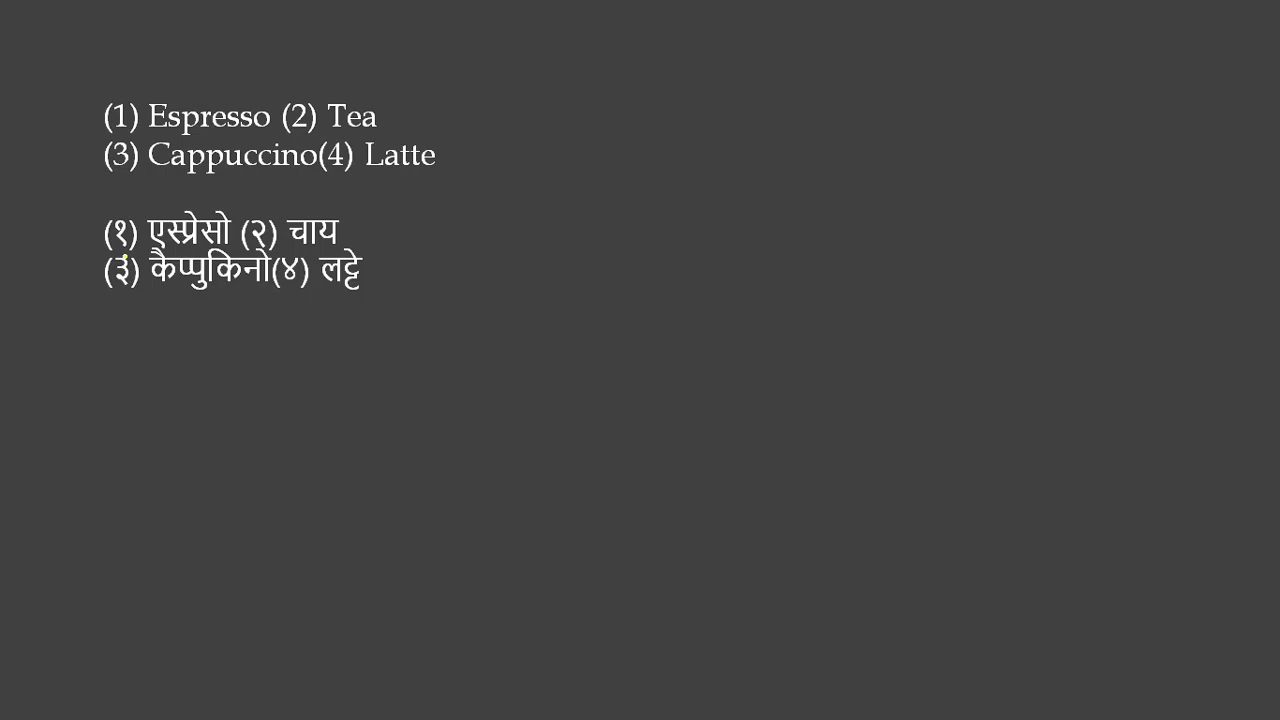 (1) Espresso (2) Tea
(3) Cappuccino(4) Latte
(१) एस्प्रेसो (२) चाय
(३) कैप्पुकिनो(४) लट्टे